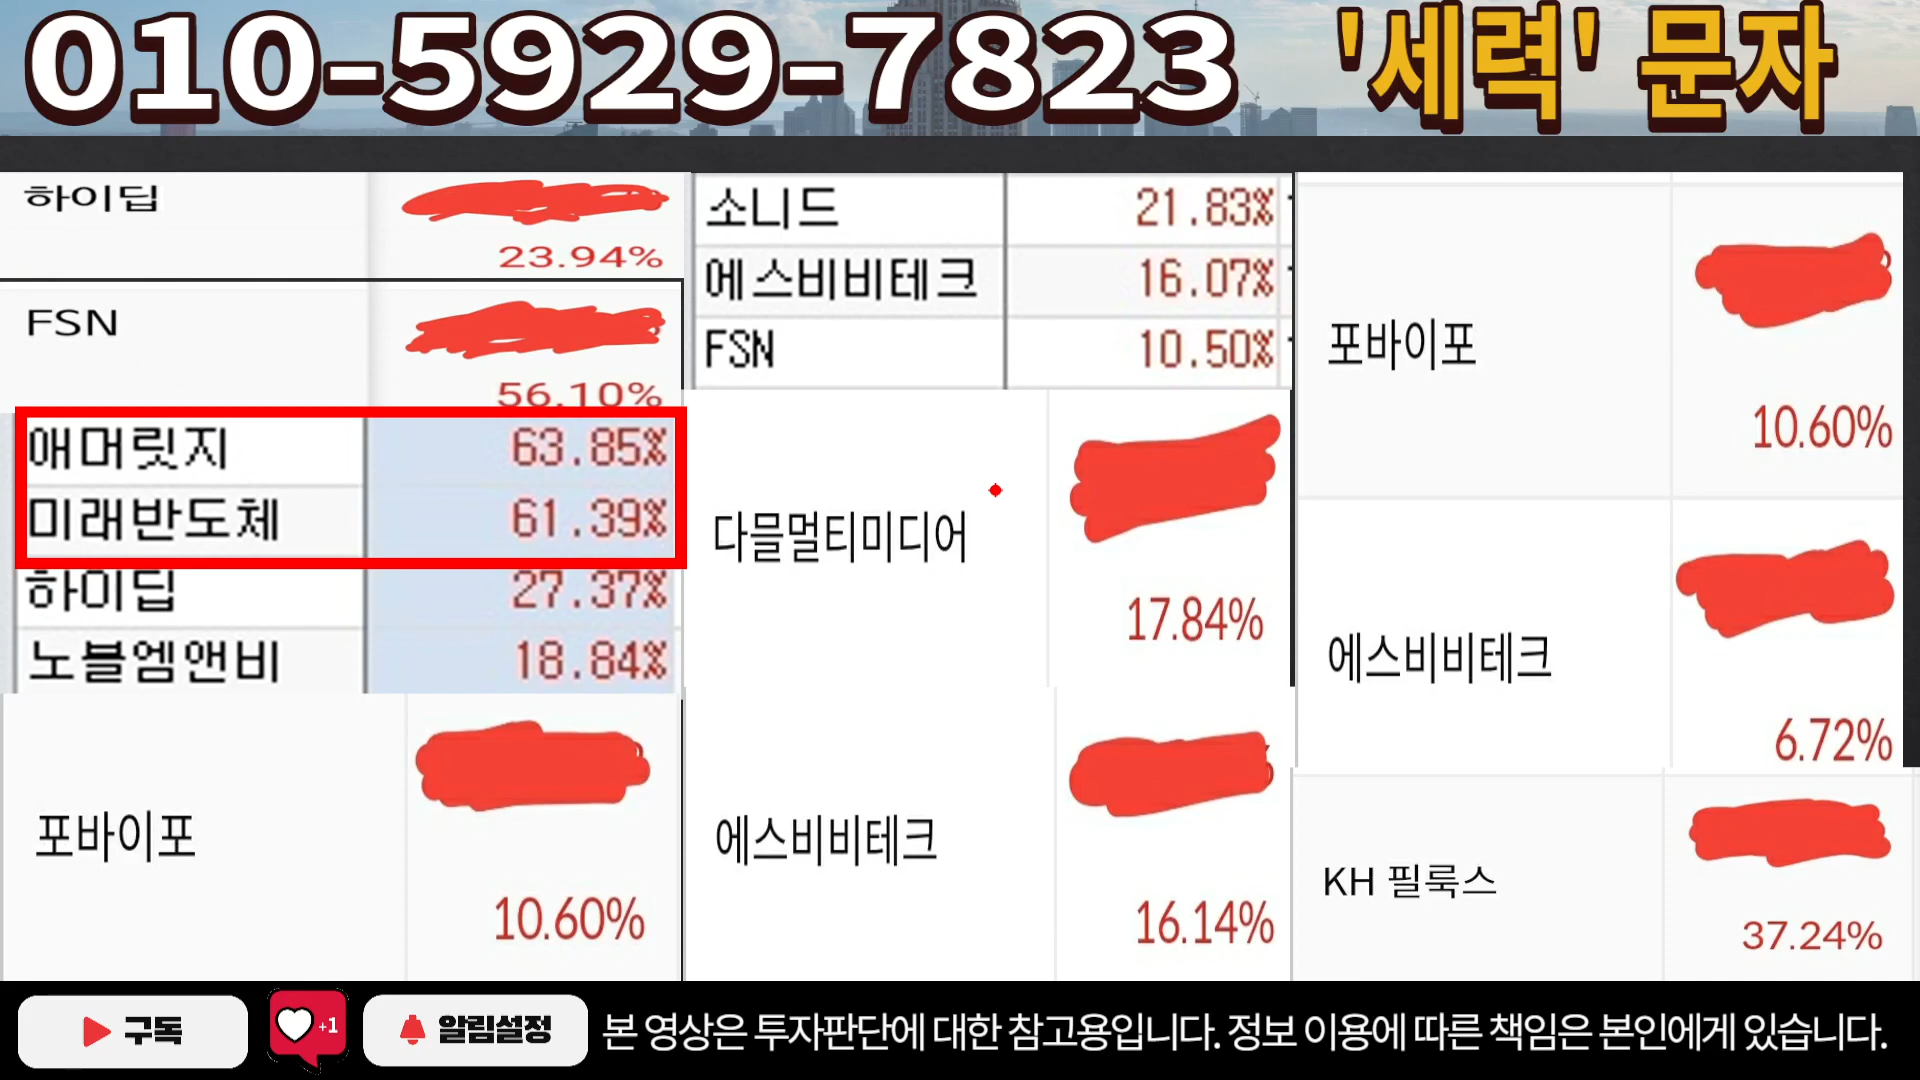 010-5929-7823 '세력' 문자
하이딥
23.94%
FSN
56.10%
애머릿지 63.85%
미래반도체 61.39%
하이딥 27.37%
노블엠앤비 18.84%
포바이포
10.60%
소니드 21.83%
에스비비테크 16.07%
FSN 10.50%
다믈멀티미디어
17.84%
에스비비테크
16.14%
포바이포
10.60%
에스비비테크
6.72%
KH 필룩스
37.24%
구독 +1 알림설정 본 영상은 투자판단에 대한 참고용입니다. 정보 이용에 따른 책임은 본인에게 있습니다.